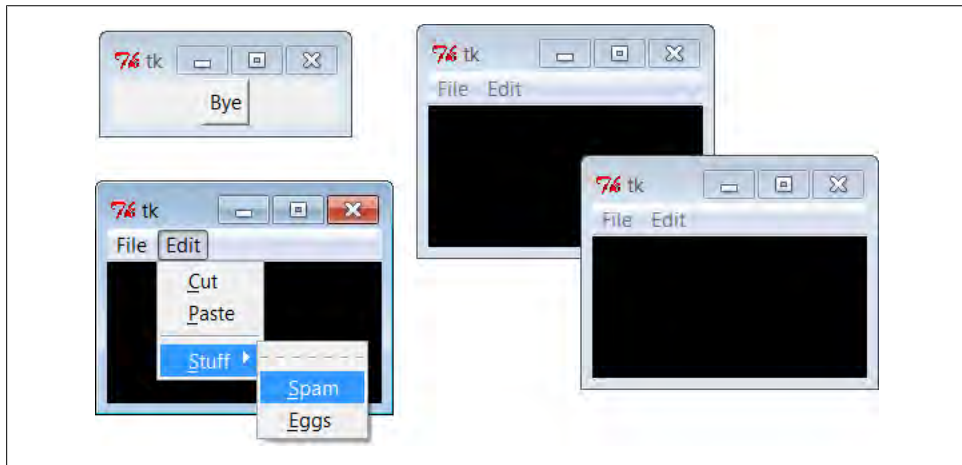 tk
Bye
tk
File Edit
tk
File Edit
tk
File Edit
Cut
Paste
Stuff
Spam
Eggs